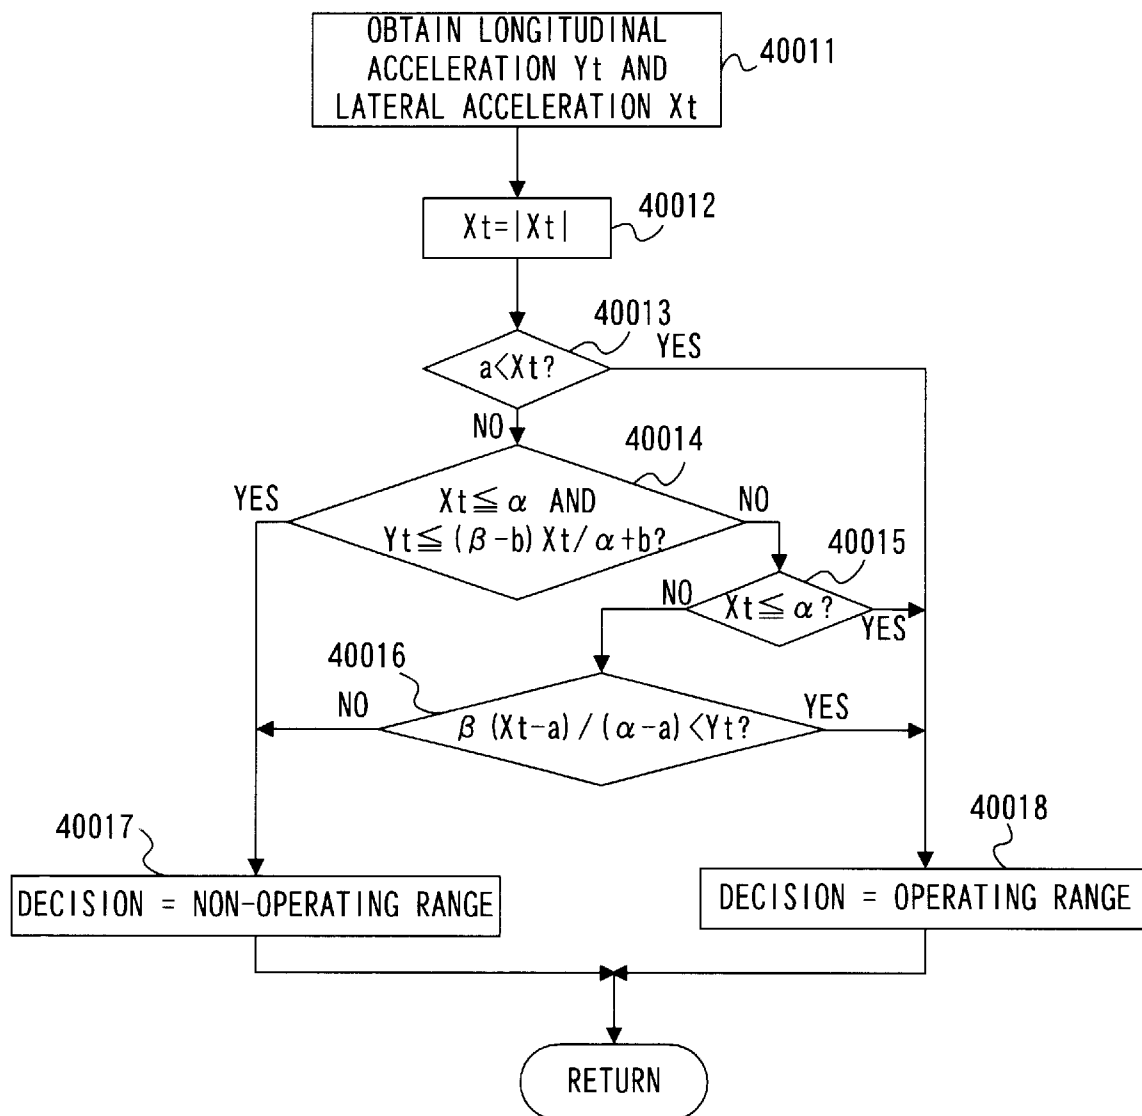 OBTAIN LONGITUDINAL
ACCELERATION Yt AND
LATERAL ACCELERATION Xt
40011
Xt=|Xt|
40012
40013
a<Xt?
YES
NO
40014
YES
Xt≦α AND
Yt≦(β-b)Xt/α+b?
NO
40015
NO
Xt≦α?
YES
40016
NO
β(Xt-a)/(α-a)<Yt?
YES
40017
DECISION = NON-OPERATING RANGE
40018
DECISION = OPERATING RANGE
RETURN